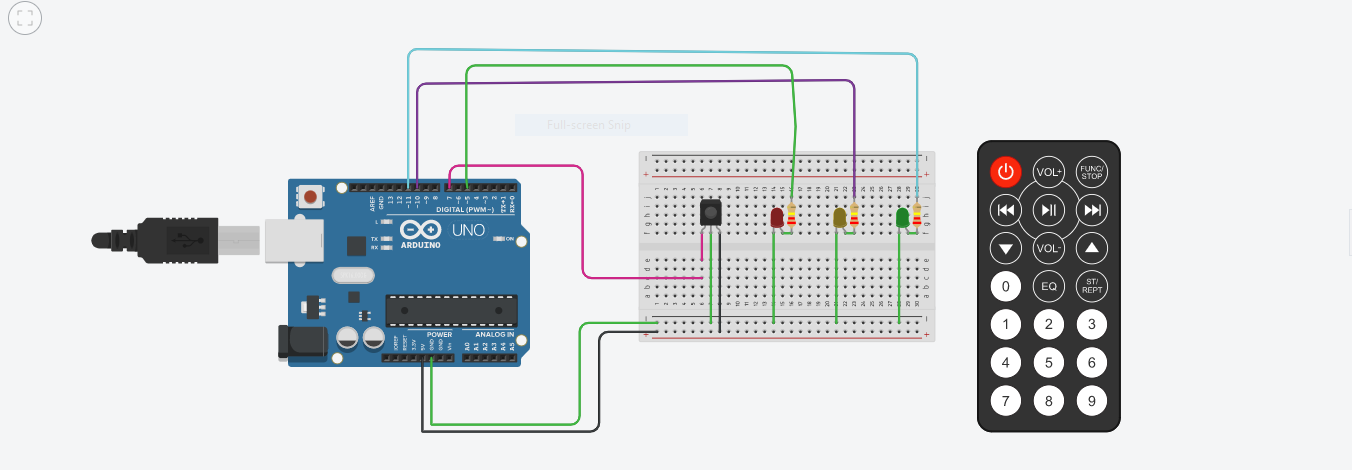 Full-screen Snip
AREF
GND
13
12
~11
~10
~9
8
7
~6
~5
4
~3
2
TX→1
RX←0
DIGITAL (PWM~)
L
TX
RX
ARDUINO
UNO
ON
POWER
ANALOG IN
IOREF
RESET
3.3V
5V
GND
GND
Vin
A0
A1
A2
A3
A4
A5
VOL+
FUNC/
STOP
VOL-
0
EQ
ST/
REPT
1
2
3
4
5
6
7
8
9